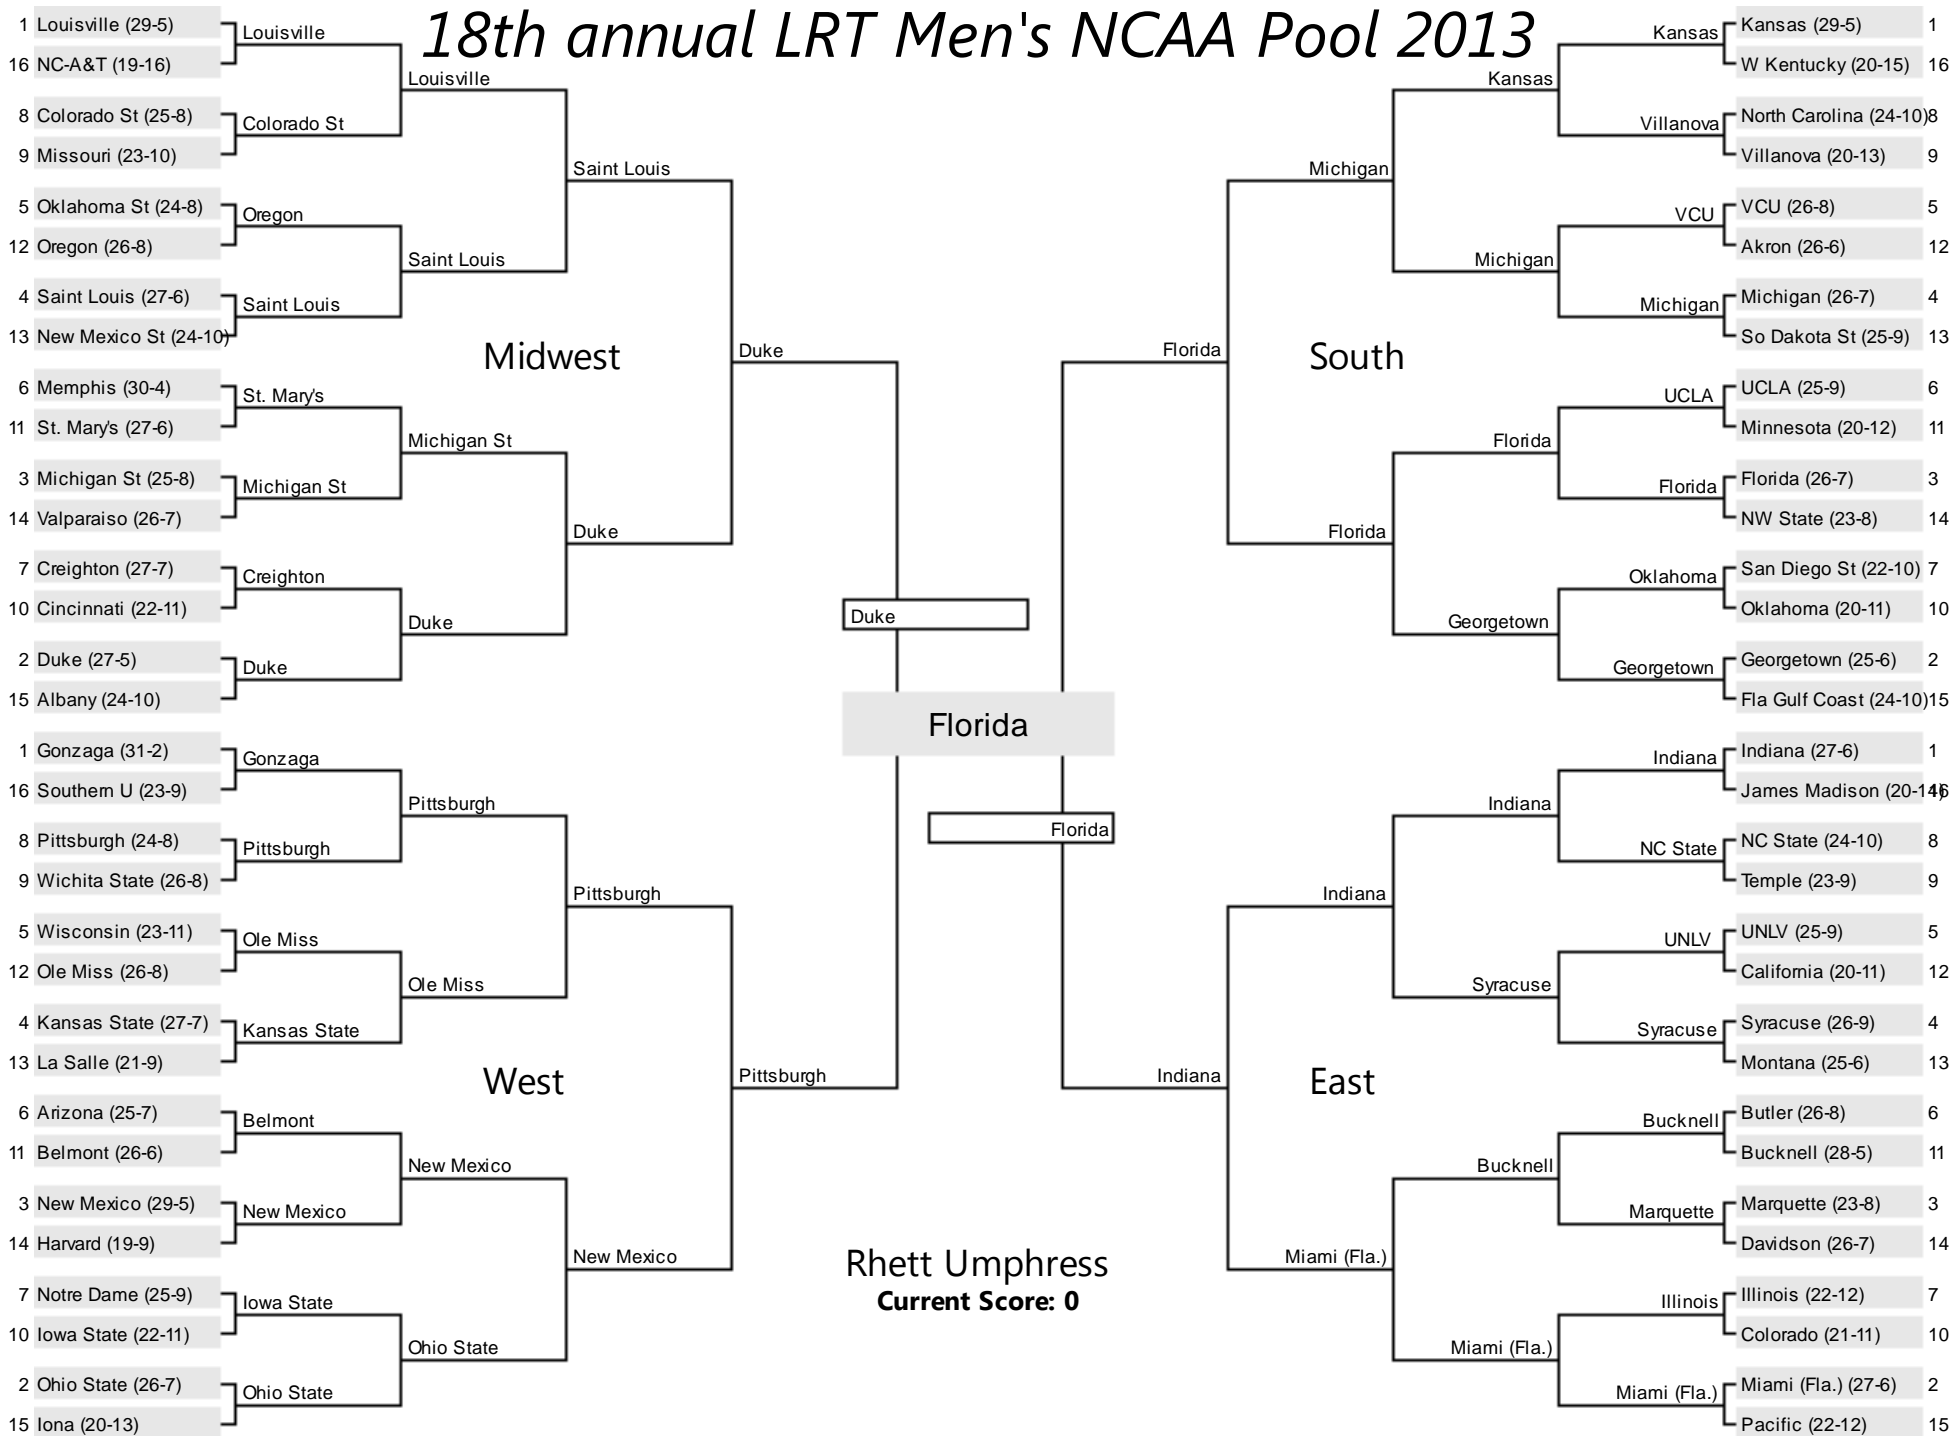 18th annual LRT Men's NCAA Pool 2013
1 Louisville (29-5)
16 NC-A&T (19-16)
8 Colorado St (25-8)
9 Missouri (23-10)
5 Oklahoma St (24-8)
12 Oregon (26-8)
4 Saint Louis (27-6)
13 New Mexico St (24-10)
6 Memphis (30-4)
11 St. Mary's (27-6)
3 Michigan St (25-8)
14 Valparaiso (26-7)
7 Creighton (27-7)
10 Cincinnati (22-11)
2 Duke (27-5)
15 Albany (24-10)
Louisville
Colorado St
Oregon
Saint Louis
St. Mary's
Michigan St
Creighton
Duke
Louisville
Saint Louis
Michigan St
Duke
Saint Louis
Duke
Midwest
Duke
1 Gonzaga (31-2)
16 Southern U (23-9)
8 Pittsburgh (24-8)
9 Wichita State (26-8)
5 Wisconsin (23-11)
12 Ole Miss (26-8)
4 Kansas State (27-7)
13 La Salle (21-9)
6 Arizona (25-7)
11 Belmont (26-6)
3 New Mexico (29-5)
14 Harvard (19-9)
7 Notre Dame (25-9)
10 Iowa State (22-11)
2 Ohio State (26-7)
15 Iona (20-13)
Gonzaga
Pittsburgh
Ole Miss
Kansas State
Belmont
New Mexico
Iowa State
Ohio State
Pittsburgh
Ole Miss
New Mexico
Ohio State
Pittsburgh
New Mexico
West
Pittsburgh
Duke
Florida
Florida
Rhett Umphress
Current Score: 0
Florida
South
Michigan
Florida
Kansas
Michigan
Florida
Georgetown
Kansas
Villanova
VCU
Michigan
UCLA
Florida
Oklahoma
Georgetown
Kansas (29-5) 1
W Kentucky (20-15) 16
North Carolina (24-10) 8
Villanova (20-13) 9
VCU (26-8) 5
Akron (26-6) 12
Michigan (26-7) 4
So Dakota St (25-9) 13
UCLA (25-9) 6
Minnesota (20-12) 11
Florida (26-7) 3
NW State (23-8) 14
San Diego St (22-10) 7
Oklahoma (20-11) 10
Georgetown (25-6) 2
Fla Gulf Coast (24-10) 15
Indiana
East
Indiana
Miami (Fla.)
Indiana
Syracuse
Bucknell
Miami (Fla.)
Indiana
NC State
UNLV
Syracuse
Bucknell
Marquette
Illinois
Miami (Fla.)
Indiana (27-6) 1
James Madison (20-14) 16
NC State (24-10) 8
Temple (23-9) 9
UNLV (25-9) 5
California (20-11) 12
Syracuse (26-9) 4
Montana (25-6) 13
Butler (26-8) 6
Bucknell (28-5) 11
Marquette (23-8) 3
Davidson (26-7) 14
Illinois (22-12) 7
Colorado (21-11) 10
Miami (Fla.) (27-6) 2
Pacific (22-12) 15